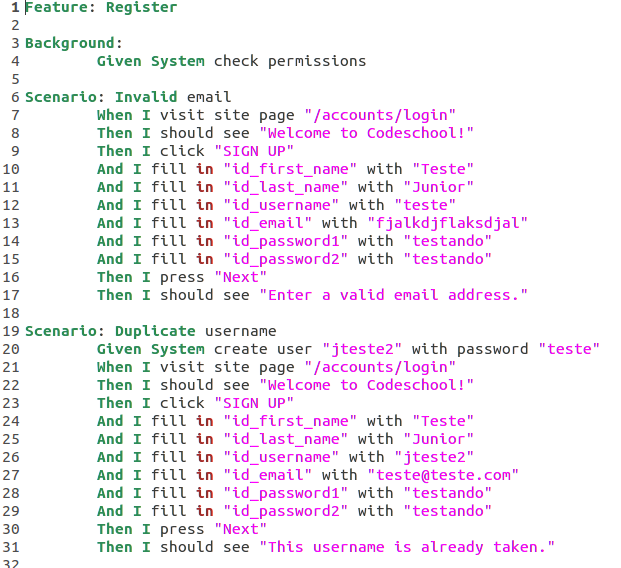 1 Feature: Register
2
3 Background:
4 Given System check permissions
5
6 Scenario: Invalid email
7 When I visit site page "/accounts/login"
8 Then I should see "Welcome to Codeschool!"
9 Then I click "SIGN UP"
10 And I fill in "id_first_name" with "Teste"
11 And I fill in "id_last_name" with "Junior"
12 And I fill in "id_username" with "teste"
13 And I fill in "id_email" with "fjalkdjflaksdjal"
14 And I fill in "id_password1" with "testando"
15 And I fill in "id_password2" with "testando"
16 Then I press "Next"
17 Then I should see "Enter a valid email address."
18
19 Scenario: Duplicate username
20 Given System create user "jteste2" with password "teste"
21 When I visit site page "/accounts/login"
22 Then I should see "Welcome to Codeschool!"
23 Then I click "SIGN UP"
24 And I fill in "id_first_name" with "Teste"
25 And I fill in "id_last_name" with "Junior"
26 And I fill in "id_username" with "jteste2"
27 And I fill in "id_email" with "teste@teste.com"
28 And I fill in "id_password1" with "testando"
29 And I fill in "id_password2" with "testando"
30 Then I press "Next"
31 Then I should see "This username is already taken."
32